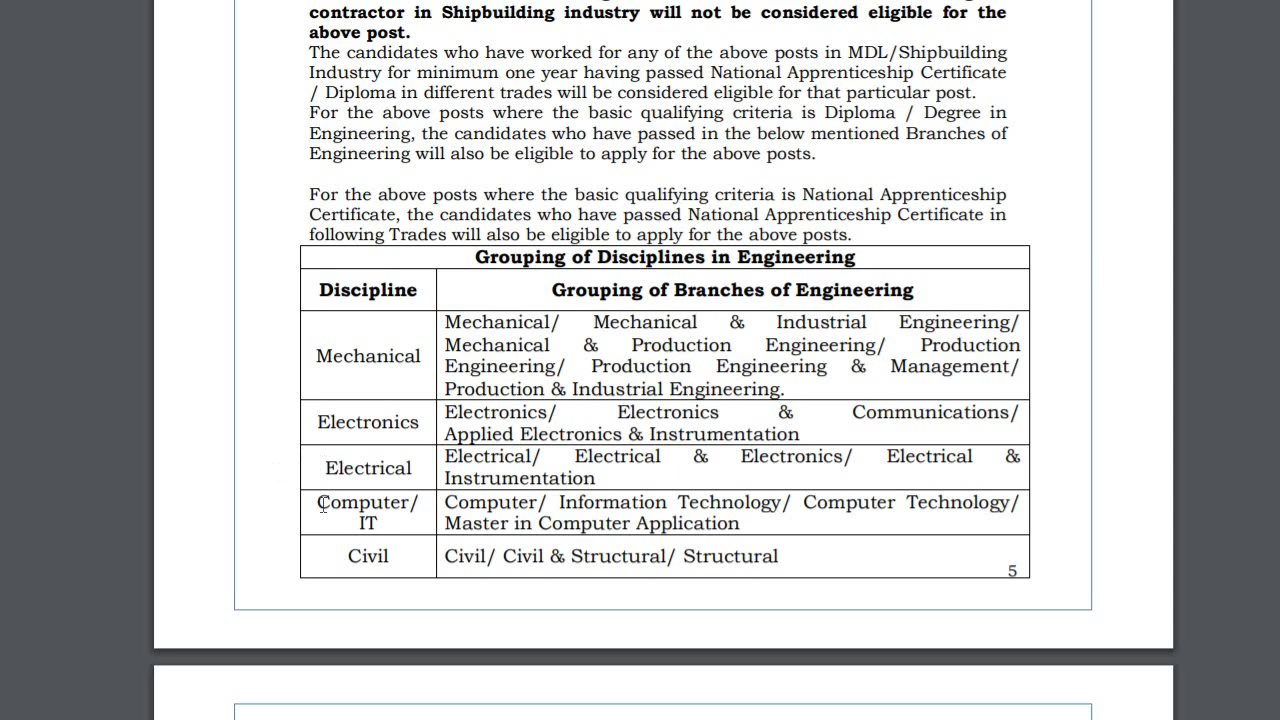 contractor in Shipbuilding industry will not be considered eligible for the
above post.
The candidates who have worked for any of the above posts in MDL/Shipbuilding
Industry for minimum one year having passed National Apprenticeship Certificate
/ Diploma in different trades will be considered eligible for that particular post.
For the above posts where the basic qualifying criteria is Diploma / Degree in
Engineering, the candidates who have passed in the below mentioned Branches of
Engineering will also be eligible to apply for the above posts.
For the above posts where the basic qualifying criteria is National Apprenticeship
Certificate, the candidates who have passed National Apprenticeship Certificate in
following Trades will also be eligible to apply for the above posts.
Grouping of Disciplines in Engineering
Discipline
Grouping of Branches of Engineering
Mechanical
Mechanical/ Mechanical & Industrial Engineering/
Mechanical & Production Engineering/ Production
Engineering/ Production Engineering & Management/
Production & Industrial Engineering.
Electronics
Electronics/ Electronics & Communications/
Applied Electronics & Instrumentation
Electrical
Electrical/ Electrical & Electronics/ Electrical &
Instrumentation
Computer/
IT
Computer/ Information Technology/ Computer Technology/
Master in Computer Application
Civil
Civil/ Civil & Structural/ Structural
5